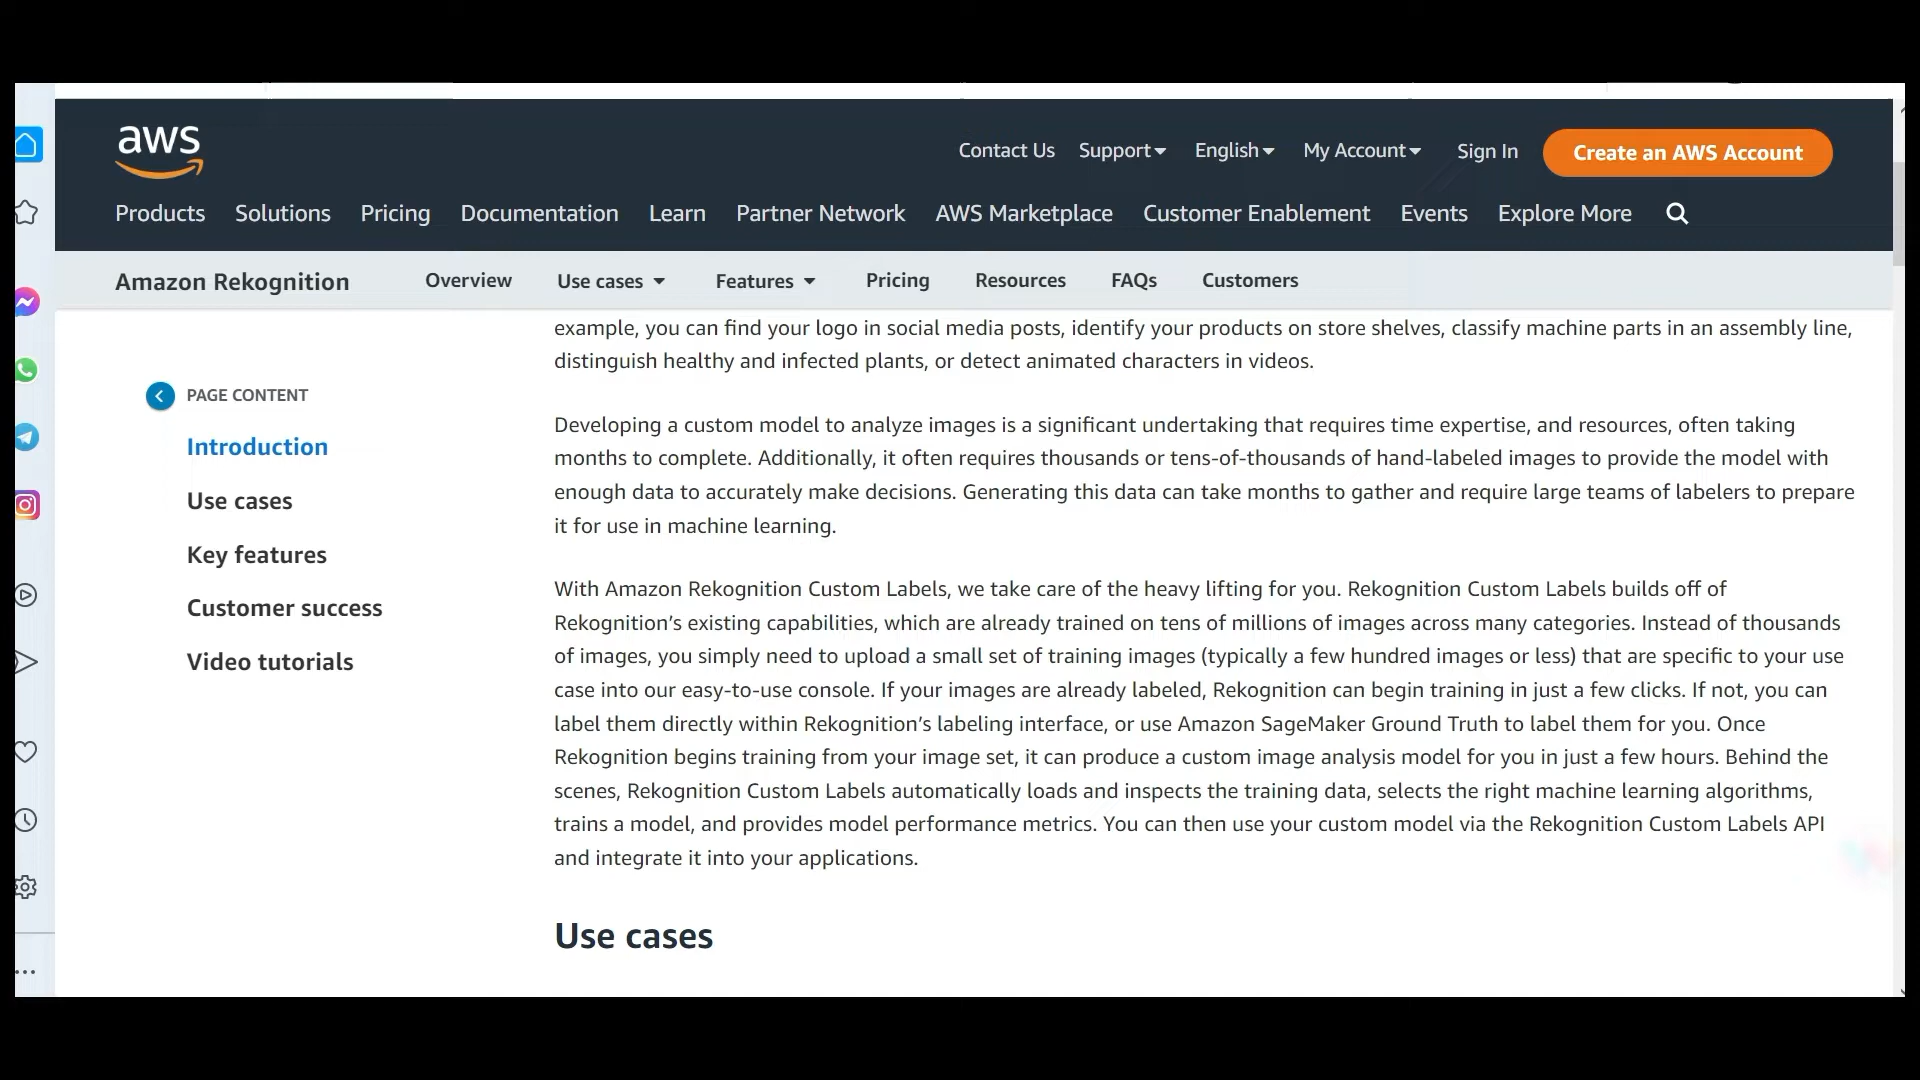 aws
Contact Us Support English My Account Sign In Create an AWS Account
Products Solutions Pricing Documentation Learn Partner Network AWS Marketplace Customer Enablement Events Explore More
Amazon Rekognition Overview Use cases Features Pricing Resources FAQs Customers
PAGE CONTENT
Introduction
Use cases
Key features
Customer success
Video tutorials
example, you can find your logo in social media posts, identify your products on store shelves, classify machine parts in an assembly line,
distinguish healthy and infected plants, or detect animated characters in videos.
Developing a custom model to analyze images is a significant undertaking that requires time expertise, and resources, often taking
months to complete. Additionally, it often requires thousands or tens-of-thousands of hand-labeled images to provide the model with
enough data to accurately make decisions. Generating this data can take months to gather and require large teams of labelers to prepare
it for use in machine learning.
With Amazon Rekognition Custom Labels, we take care of the heavy lifting for you. Rekognition Custom Labels builds off of
Rekognition’s existing capabilities, which are already trained on tens of millions of images across many categories. Instead of thousands
of images, you simply need to upload a small set of training images (typically a few hundred images or less) that are specific to your use
case into our easy-to-use console. If your images are already labeled, Rekognition can begin training in just a few clicks. If not, you can
label them directly within Rekognition’s labeling interface, or use Amazon SageMaker Ground Truth to label them for you. Once
Rekognition begins training from your image set, it can produce a custom image analysis model for you in just a few hours. Behind the
scenes, Rekognition Custom Labels automatically loads and inspects the training data, selects the right machine learning algorithms,
trains a model, and provides model performance metrics. You can then use your custom model via the Rekognition Custom Labels API
and integrate it into your applications.
Use cases